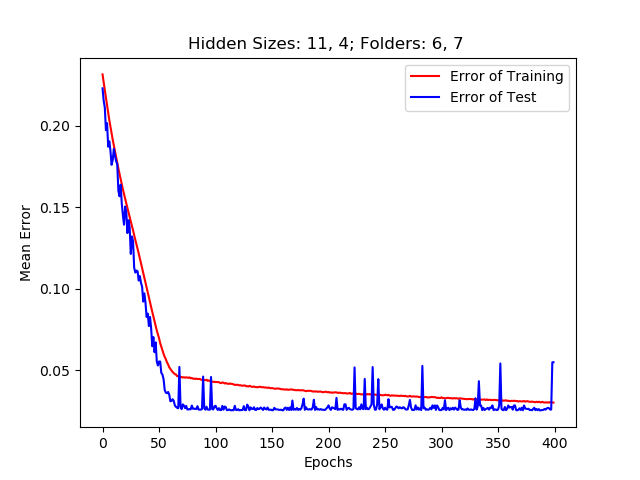 Hidden Sizes: 11, 4; Folders: 6, 7
Error of Training
Error of Test
Mean Error
0.20
0.15
0.10
0.05
0 50 100 150 200 250 300 350 400
Epochs